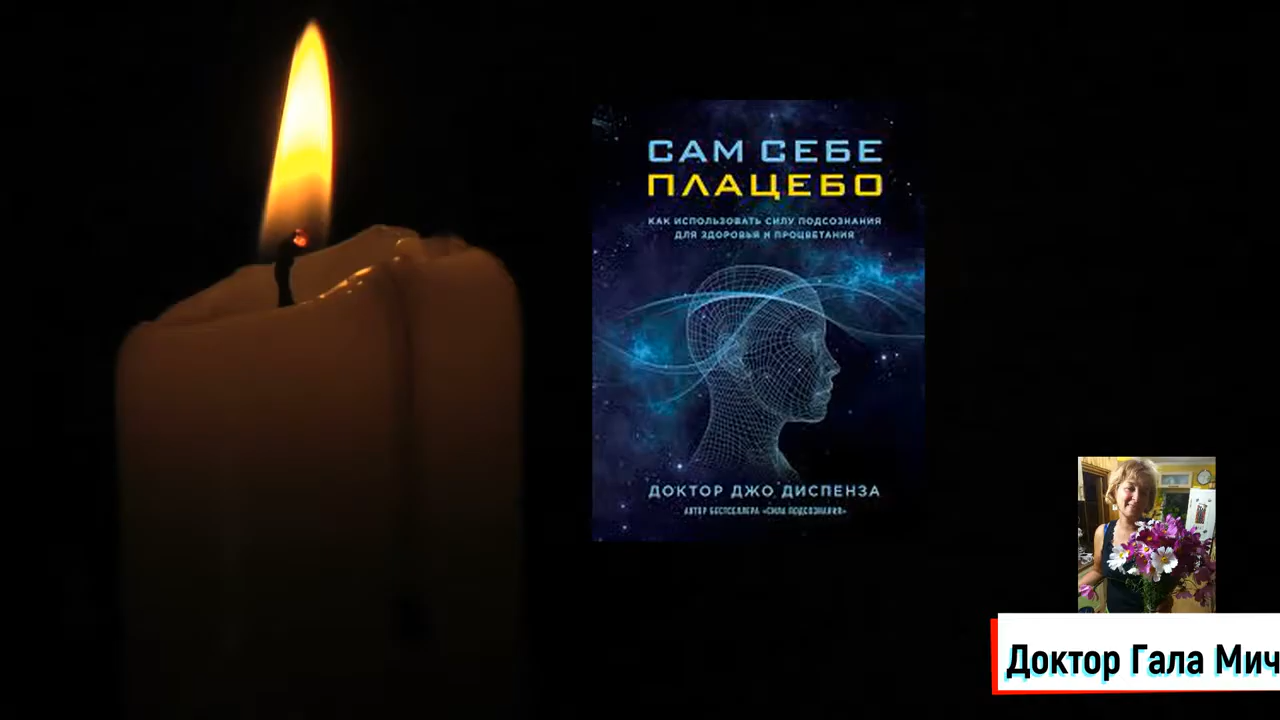 САМ СЕБЕ
ПЛАЦЕБО
КАК ИСПОЛЬЗОВАТЬ СИЛУ ПОДСОЗНАНИЯ
ДЛЯ ЗДОРОВЬЯ И ПРОЦВЕТАНИЯ
ДОКТОР ДЖО ДИСПЕНЗА
АВТОР БЕСТСЕЛЛЕРА «СИЛА ПОДСОЗНАНИЯ»
Доктор Гала Мич